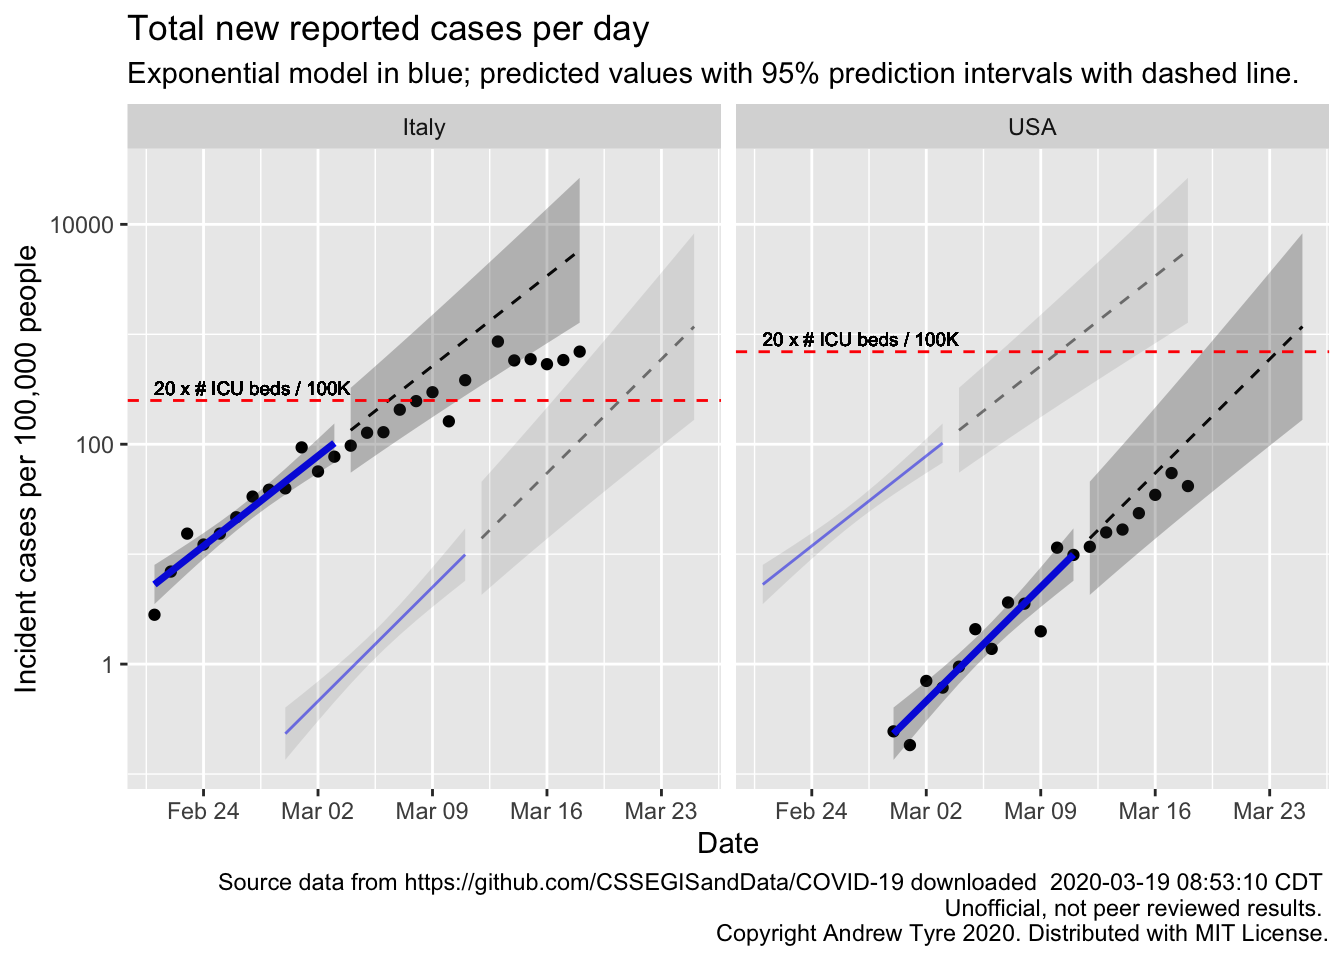 Total new reported cases per day
Exponential model in blue; predicted values with 95% prediction intervals with dashed line.
Italy
USA
Incident cases per 100,000 people
10000
100
1
20 x # ICU beds / 100K
20 x # ICU beds / 100K
Feb 24 Mar 02 Mar 09 Mar 16 Mar 23
Feb 24 Mar 02 Mar 09 Mar 16 Mar 23
Date
Source data from https://github.com/CSSEGISandData/COVID-19 downloaded  2020-03-19 08:53:10 CDT
Unofficial, not peer reviewed results.
Copyright Andrew Tyre 2020. Distributed with MIT License.